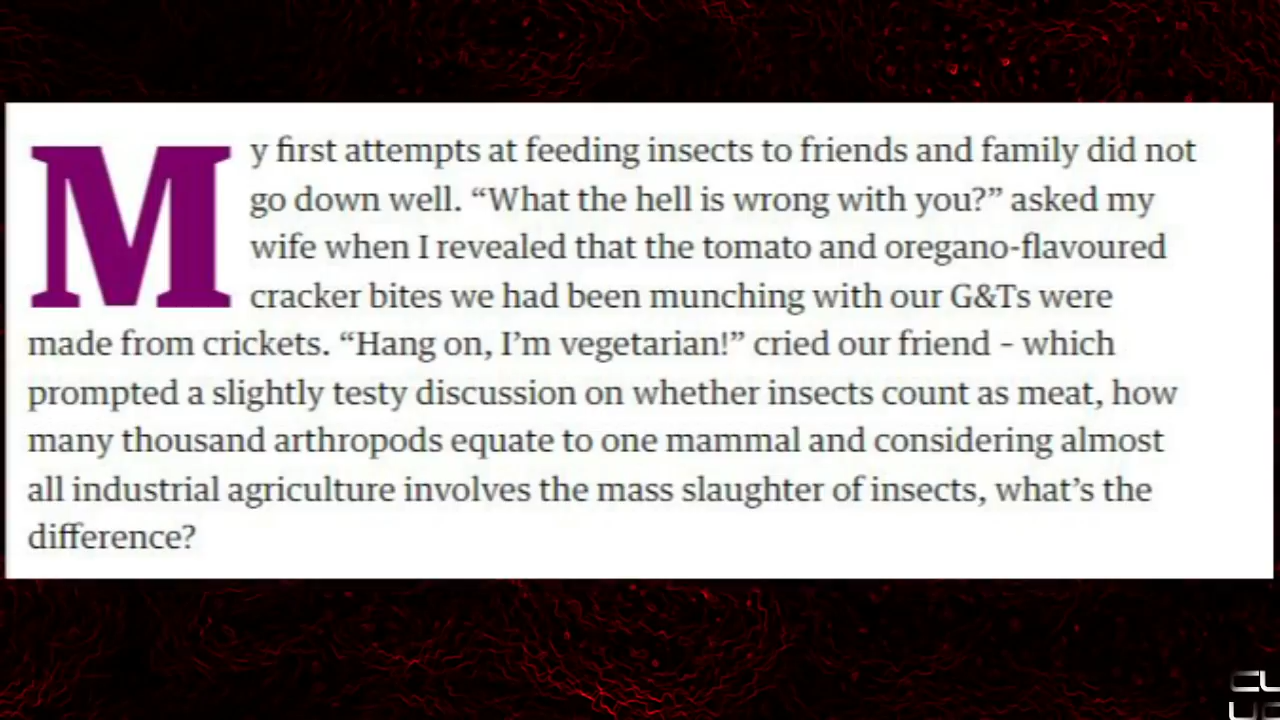 My first attempts at feeding insects to friends and family did not
go down well. “What the hell is wrong with you?” asked my
wife when I revealed that the tomato and oregano-flavoured
cracker bites we had been munching with our G&Ts were
made from crickets. “Hang on, I’m vegetarian!” cried our friend – which
prompted a slightly testy discussion on whether insects count as meat, how
many thousand arthropods equate to one mammal and considering almost
all industrial agriculture involves the mass slaughter of insects, what’s the
difference?